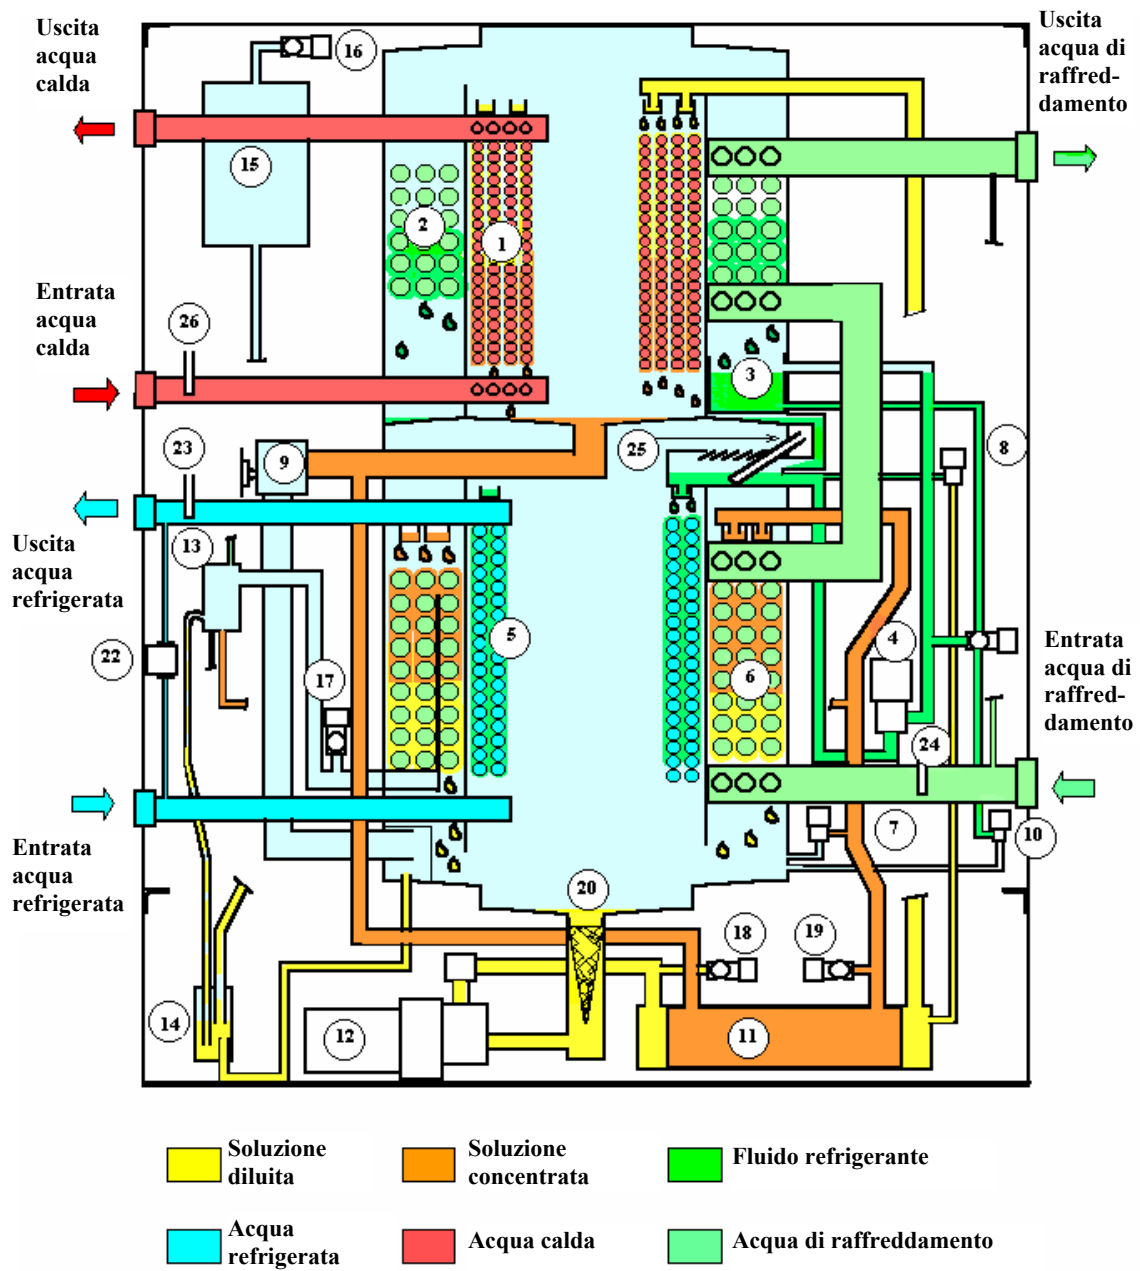 Uscita
acqua
calda
Uscita
acqua di
raffred-
damento
16
15
2
1
Entrata
acqua
calda
26
3
23
9
25
8
Uscita
acqua
refrigerata
13
5
4
22
17
6
Entrata
acqua di
raffred-
damento
24
7
10
Entrata
acqua
refrigerata
20
18
19
14
12
11
Soluzione
diluita
Soluzione
concentrata
Fluido refrigerante
Acqua
refrigerata
Acqua calda
Acqua di raffreddamento